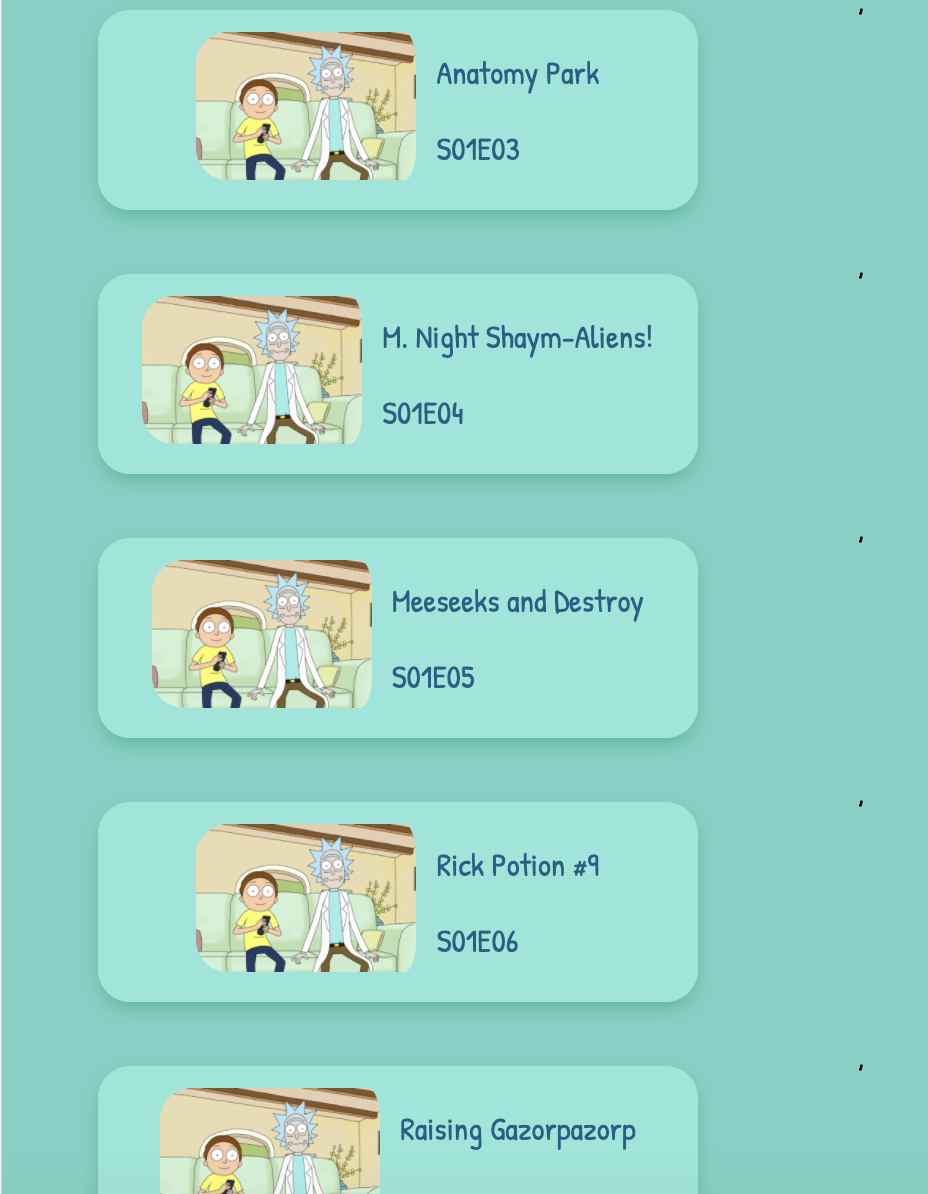 '
Anatomy Park
S01E03
'
M. Night Shaym-Aliens!
S01E04
'
Meeseeks and Destroy
S01E05
'
Rick Potion #9
S01E06
'
Raising Gazorpazorp